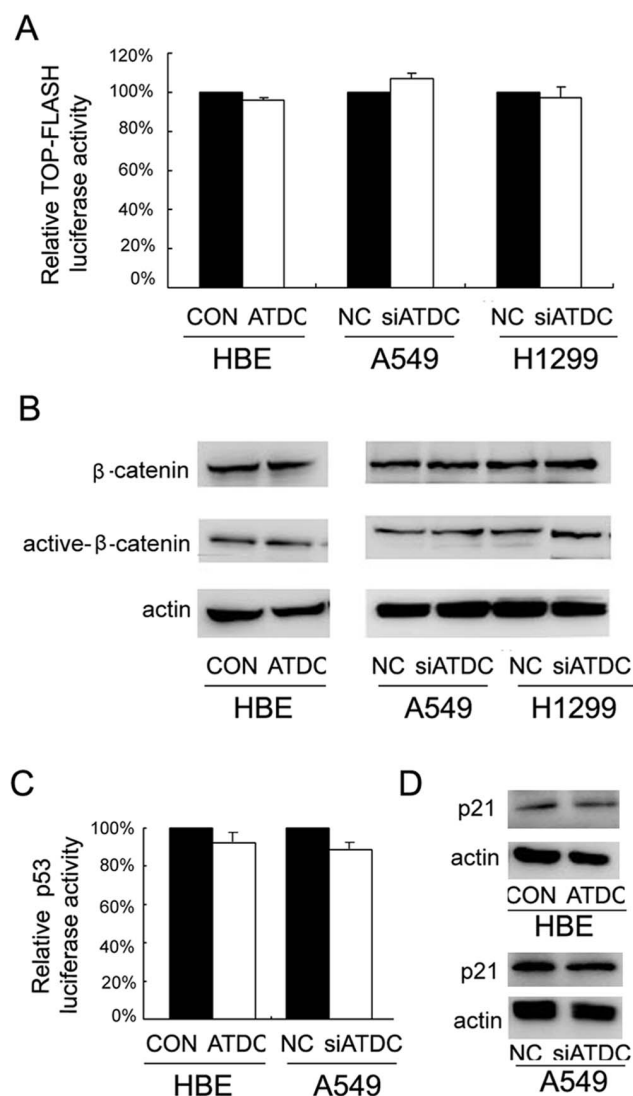 A
Relative TOP-FLASH
luciferase activity
120%
100%
80%
60%
40%
20%
0%
CON ATDC NC siATDC NC siATDC
HBE A549 H1299
B
β-catenin
active-β-catenin
actin
CON ATDC NC siATDC NC siATDC
HBE A549 H1299
C
Relative p53
luciferase activity
100%
80%
60%
40%
20%
0%
CON ATDC NC siATDC
HBE A549
D
p21
actin
CON ATDC
HBE
p21
actin
NC siATDC
A549